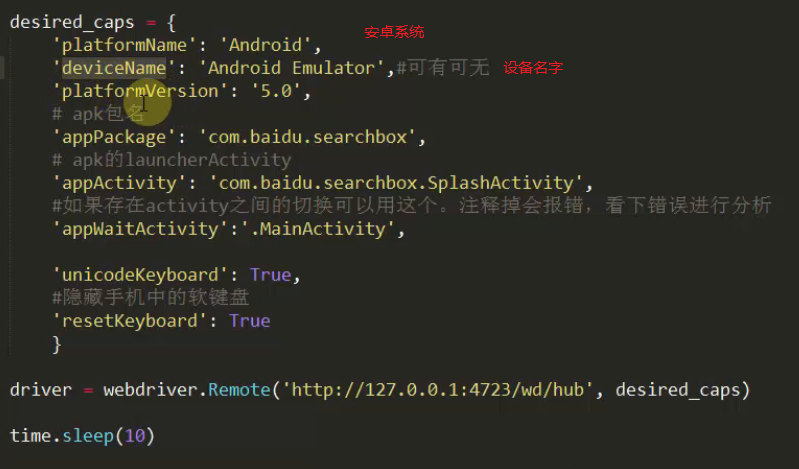 desired_caps = {
'platformName': 'Android', 安卓系统
'deviceName': 'Android Emulator',#可有可无 设备名字
'platformVersion': '5.0',
# apk包名
'appPackage': 'com.baidu.searchbox',
# apk的launcherActivity
'appActivity': 'com.baidu.searchbox.SplashActivity',
#如果存在activity之间的切换可以用这个。注释掉会报错，看下错误进行分析
'appWaitActivity':'.MainActivity',
'unicodeKeyboard': True,
#隐藏手机中的软键盘
'resetKeyboard': True
}
driver = webdriver.Remote('http://127.0.0.1:4723/wd/hub', desired_caps)
time.sleep(10)